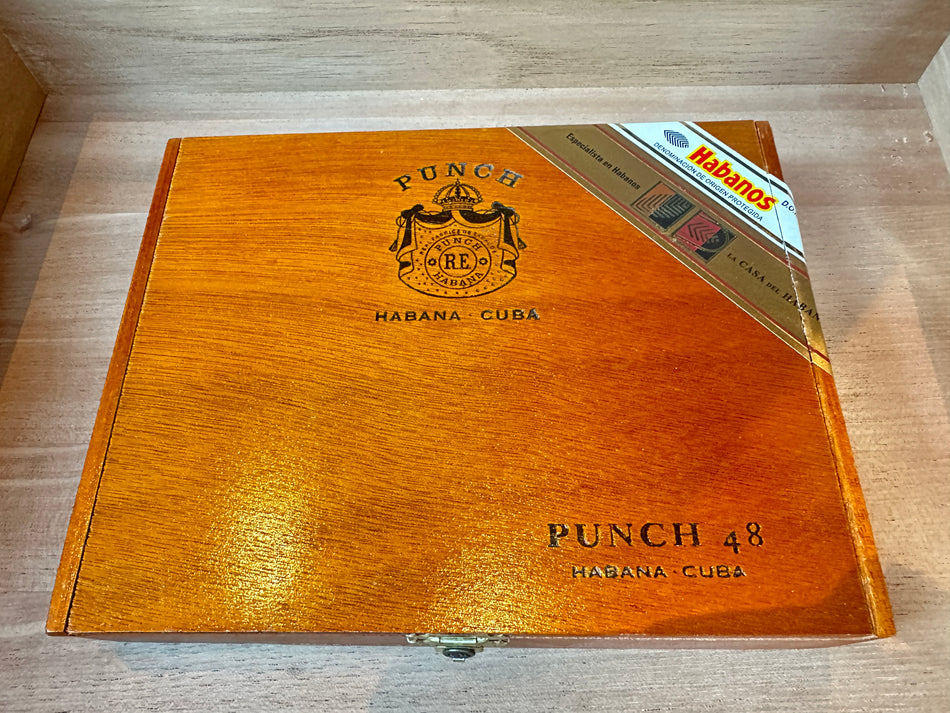 PUNCH
PUNCH
R.E
HABANA
HABANA · CUBA
Especialista en Habanos
Habanos
DENOMINACIÓN DE ORIGEN PROTEGIDA
D.O.
LA CASA DEL HABAN
PUNCH 48
HABANA · CUBA